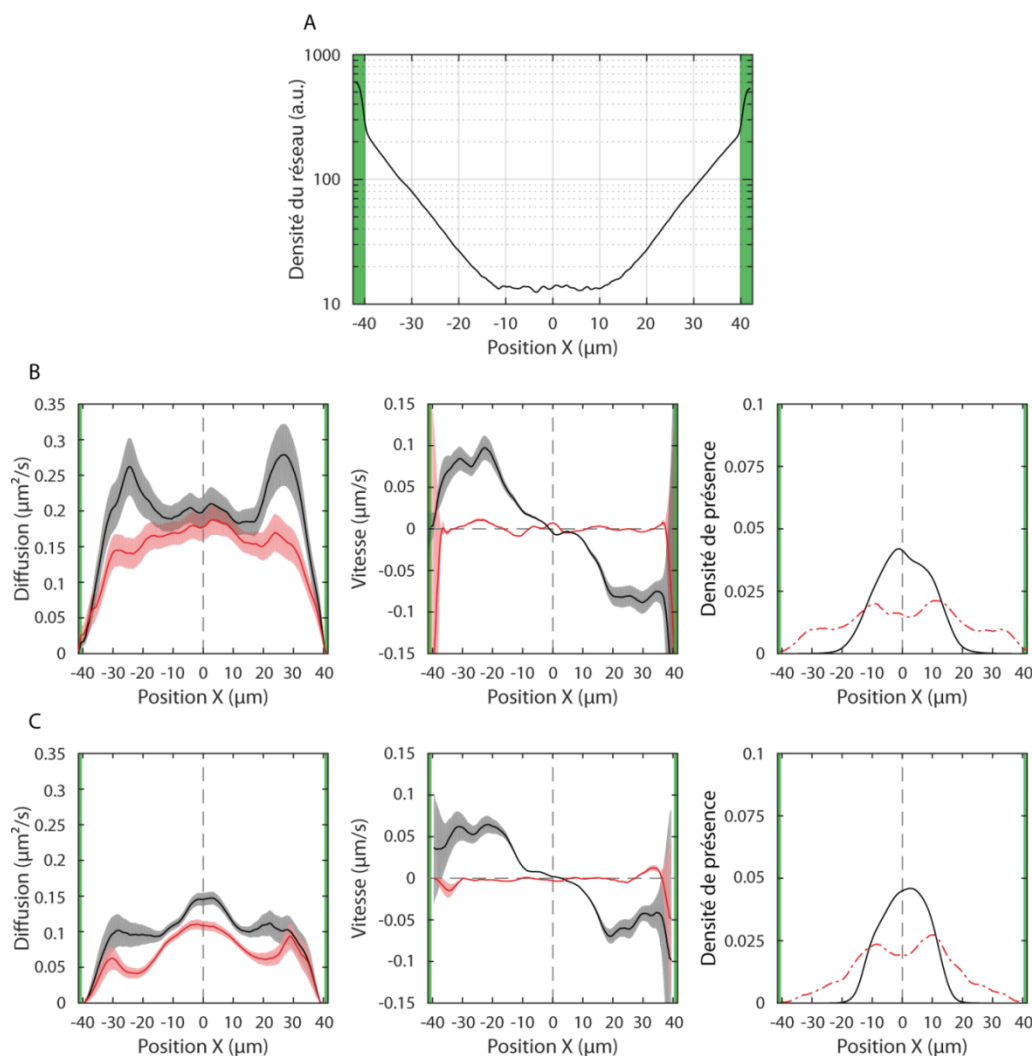 A
Densité du réseau (a.u.)
1000
100
10
-40 -30 -20 -10 0 10 20 30 40
Position X (µm)
B
Diffusion (µm²/s)
0.35
0.3
0.25
0.2
0.15
0.1
0.05
0
-40 -30 -20 -10 0 10 20 30 40
Position X (µm)
Vitesse (µm/s)
0.15
0.1
0.05
0
-0.05
-0.1
-0.15
-40 -30 -20 -10 0 10 20 30 40
Position X (µm)
Densité de présence
0.1
0.075
0.05
0.025
0
-40 -30 -20 -10 0 10 20 30 40
Position X (µm)
C
Diffusion (µm²/s)
0.35
0.3
0.25
0.2
0.15
0.1
0.05
0
-40 -30 -20 -10 0 10 20 30 40
Position X (µm)
Vitesse (µm/s)
0.15
0.1
0.05
0
-0.05
-0.1
-0.15
-40 -30 -20 -10 0 10 20 30 40
Position X (µm)
Densité de présence
0.1
0.075
0.05
0.025
0
-40 -30 -20 -10 0 10 20 30 40
Position X (µm)